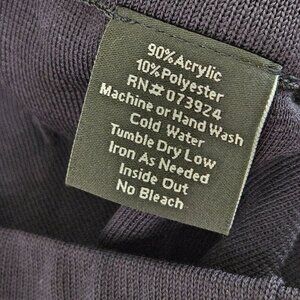 90% Acrylic
10% Polyester
RN# 073924
Machine or Hand Wash
Cold Water
Tumble Dry Low
Iron As Needed
Inside Out
No Bleach